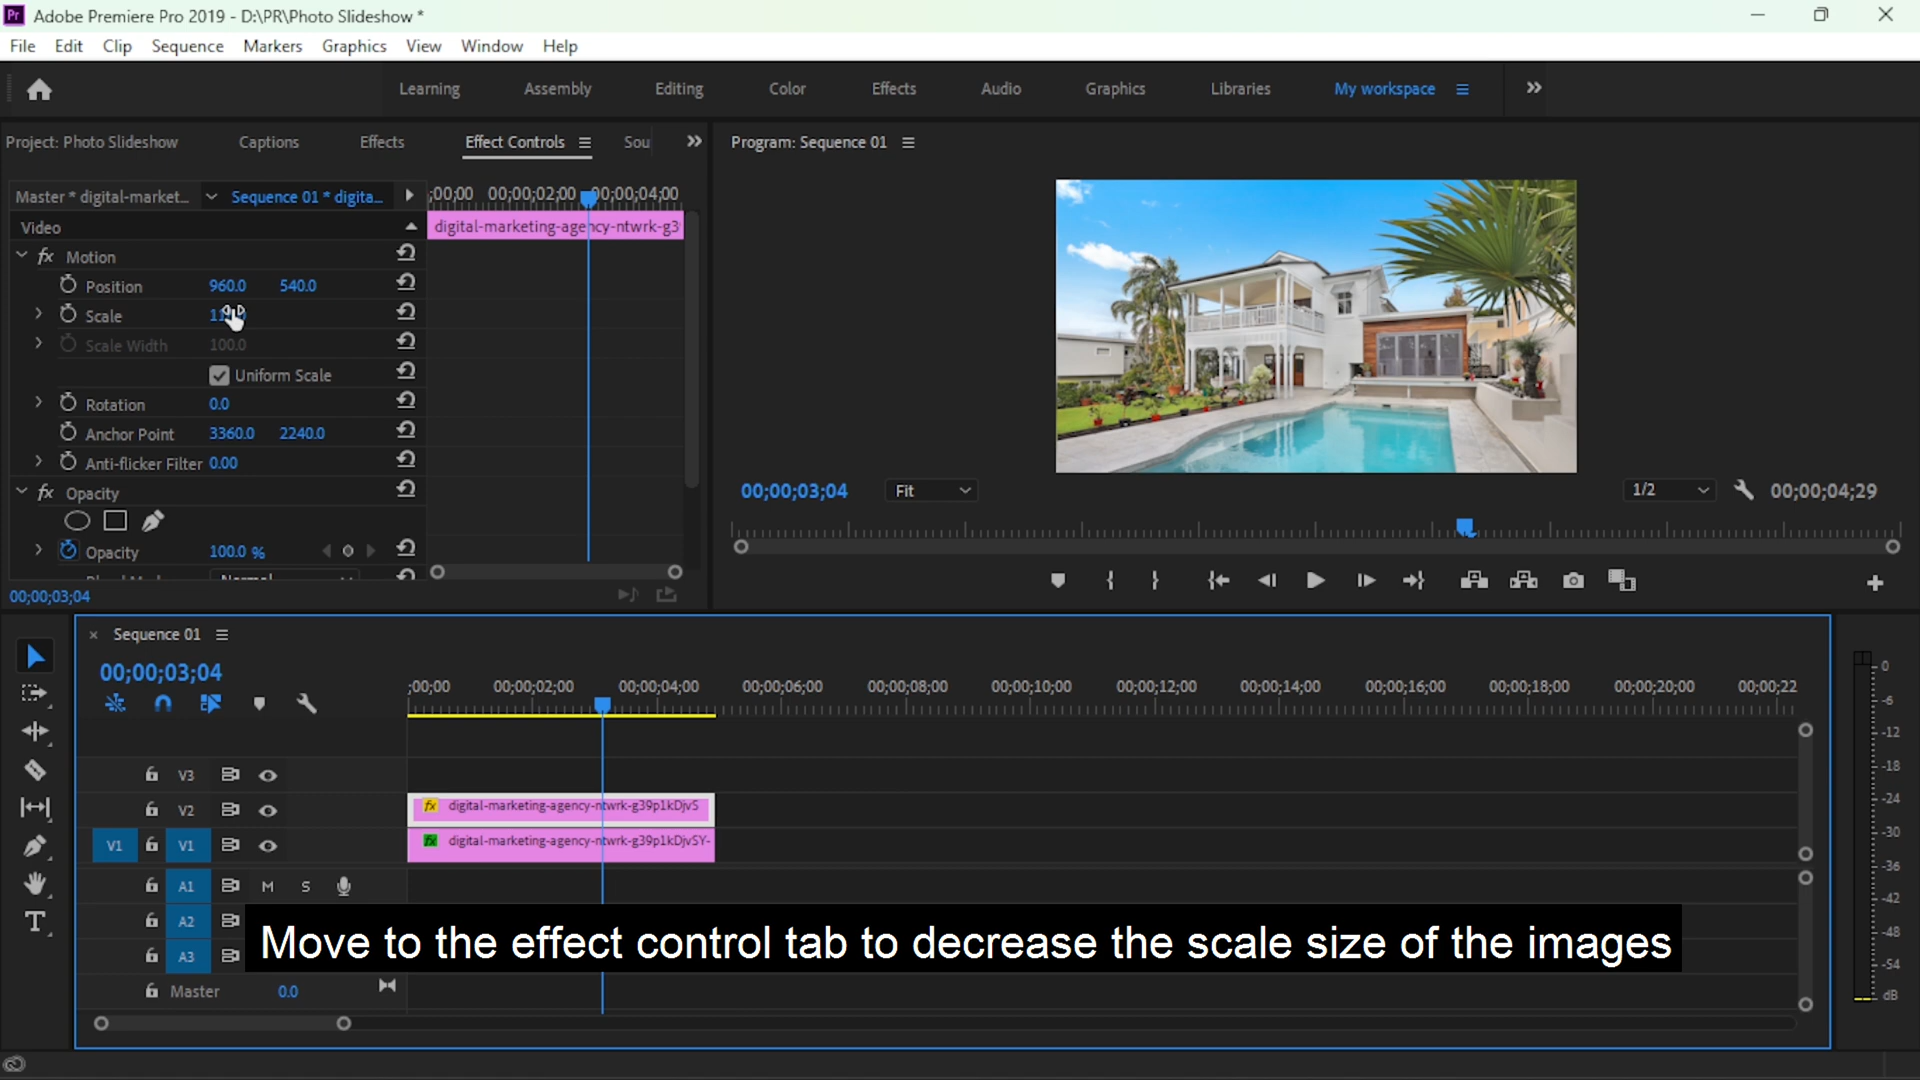 Pr Adobe Premiere Pro 2019 - D:\PR\Photo Slideshow *
File Edit Clip Sequence Markers Graphics View Window Help
Learning Assembly Editing Color Effects Audio Graphics Libraries My workspace
Project: Photo Slideshow Captions Effects Effect Controls Sou
Program: Sequence 01
Master * digital-market... Sequence 01 * digita...
;00;00 00;00;02;00 00;00;04;00
Video
digital-marketing-agency-ntwrk-g3
fx Motion
Position 960.0 540.0
Scale
Scale Width 100.0
Uniform Scale
Rotation 0.0
Anchor Point 3360.0 2240.0
Anti-flicker Filter 0.00
fx Opacity
Opacity 100.0 %
00;00;03;04
00;00;03;04 Fit 1/2 00;00;04;29
Sequence 01
00;00;03;04
;00;00 00;00;02;00 00;00;04;00 00;00;06;00 00;00;08;00 00;00;10;00 00;00;12;00 00;00;14;00 00;00;16;00 00;00;18;00 00;00;20;00 00;00;22
V3
V2 fx digital-marketing-agency-ntwrk-g39p1kDjvS
V1 V1 fx digital-marketing-agency-ntwrk-g39p1kDjvSY-
A1 M S
A2
A3
Move to the effect control tab to decrease the scale size of the images
Master 0.0
0
-6
-12
-18
-24
-30
-36
-42
-48
-54
dB